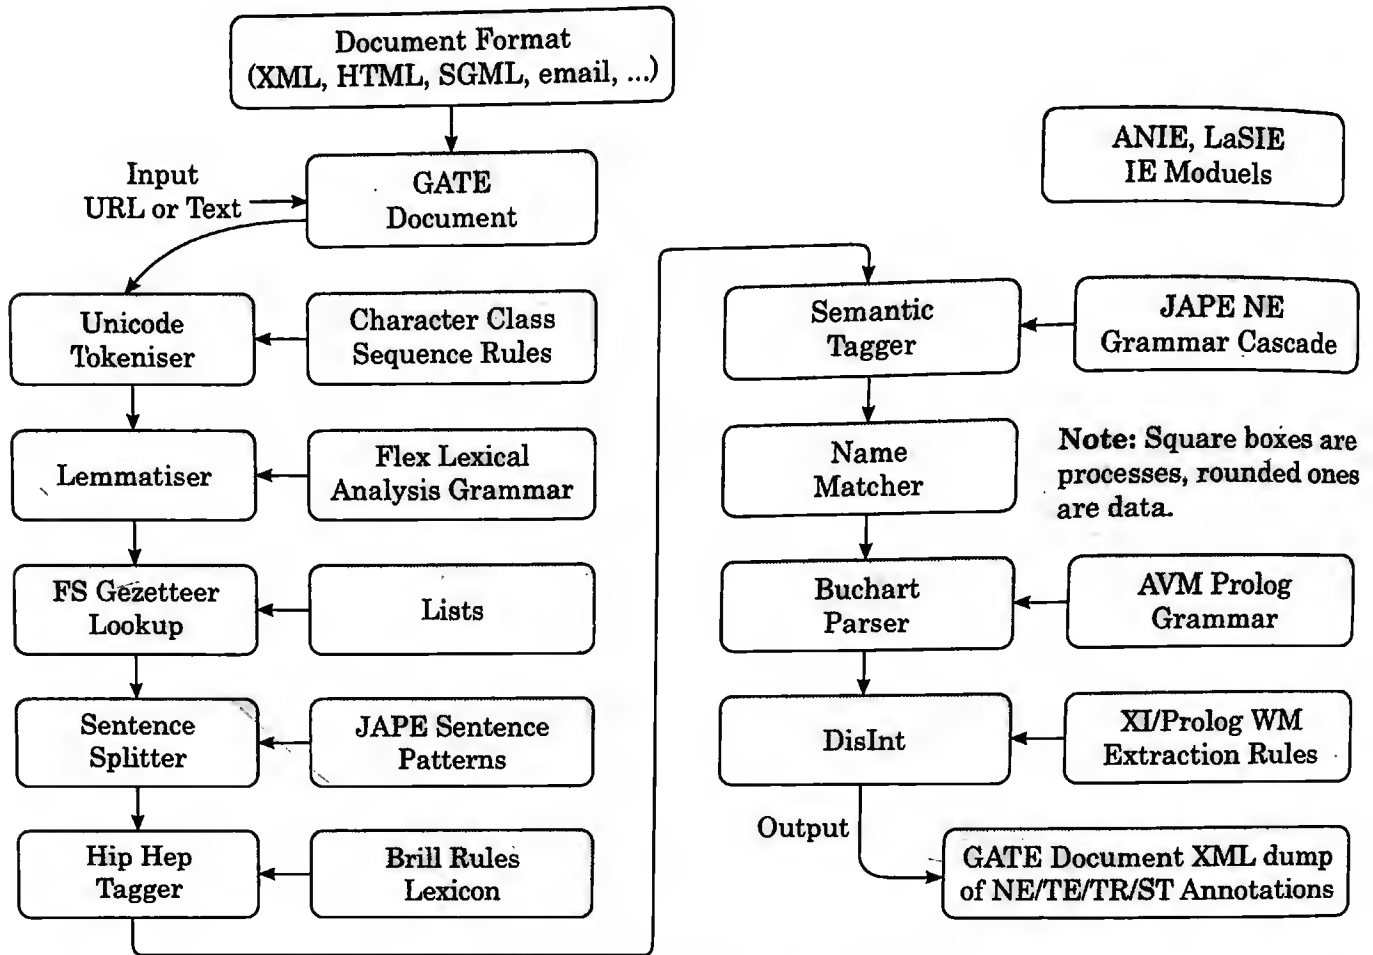 Document Format
(XML, HTML, SGML, email, ...)
GATE
Document
Input
URL or Text
Unicode
Tokeniser
Character Class
Sequence Rules
Lemmatiser
Flex Lexical
Analysis Grammar
FS Gezetteer
Lookup
Lists
Sentence
Splitter
JAPE Sentence
Patterns
Hip Hep
Tagger
Brill Rules
Lexicon
ANIE, LaSIE
IE Moduels
Semantic
Tagger
JAPE NE
Grammar Cascade
Name
Matcher
Note: Square boxes are
processes, rounded ones
are data.
Buchart
Parser
AVM Prolog
Grammar
DisInt
XI/Prolog WM
Extraction Rules
Output
GATE Document XML dump
of NE/TE/TR/ST Annotations